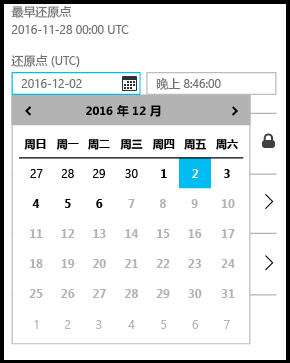 最早还原点
2016-11-28 00:00 UTC
还原点 (UTC)
2016-12-02 晚上 8:46:00
2016 年 12 月
周日 周一 周二 周三 周四 周五 周六
27 28 29 30 1 2 3
4 5 6 7 8 9 10
11 12 13 14 15 16 17
18 19 20 21 22 23 24
25 26 27 28 29 30 31
1 2 3 4 5 6 7